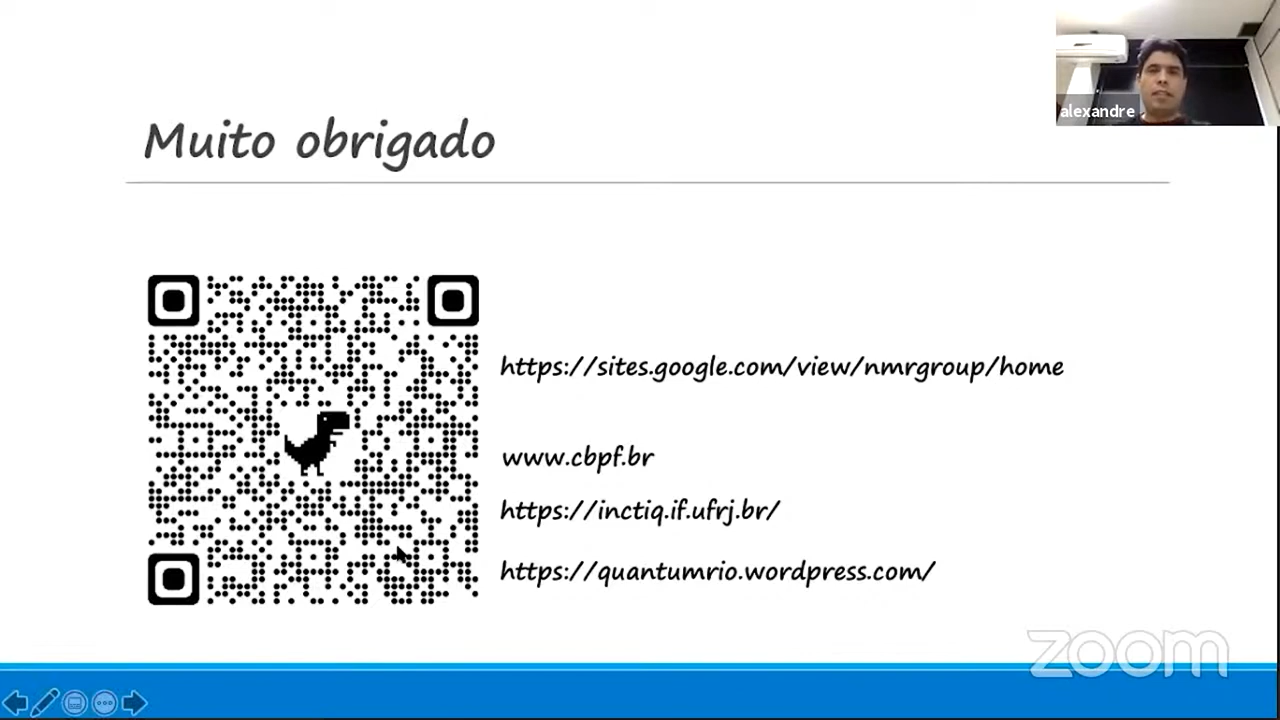 alexandre
Muito obrigado
https://sites.google.com/view/nmrgroup/home
www.cbpf.br
https://inctiq.if.ufrj.br/
https://quantumrio.wordpress.com/
zoom